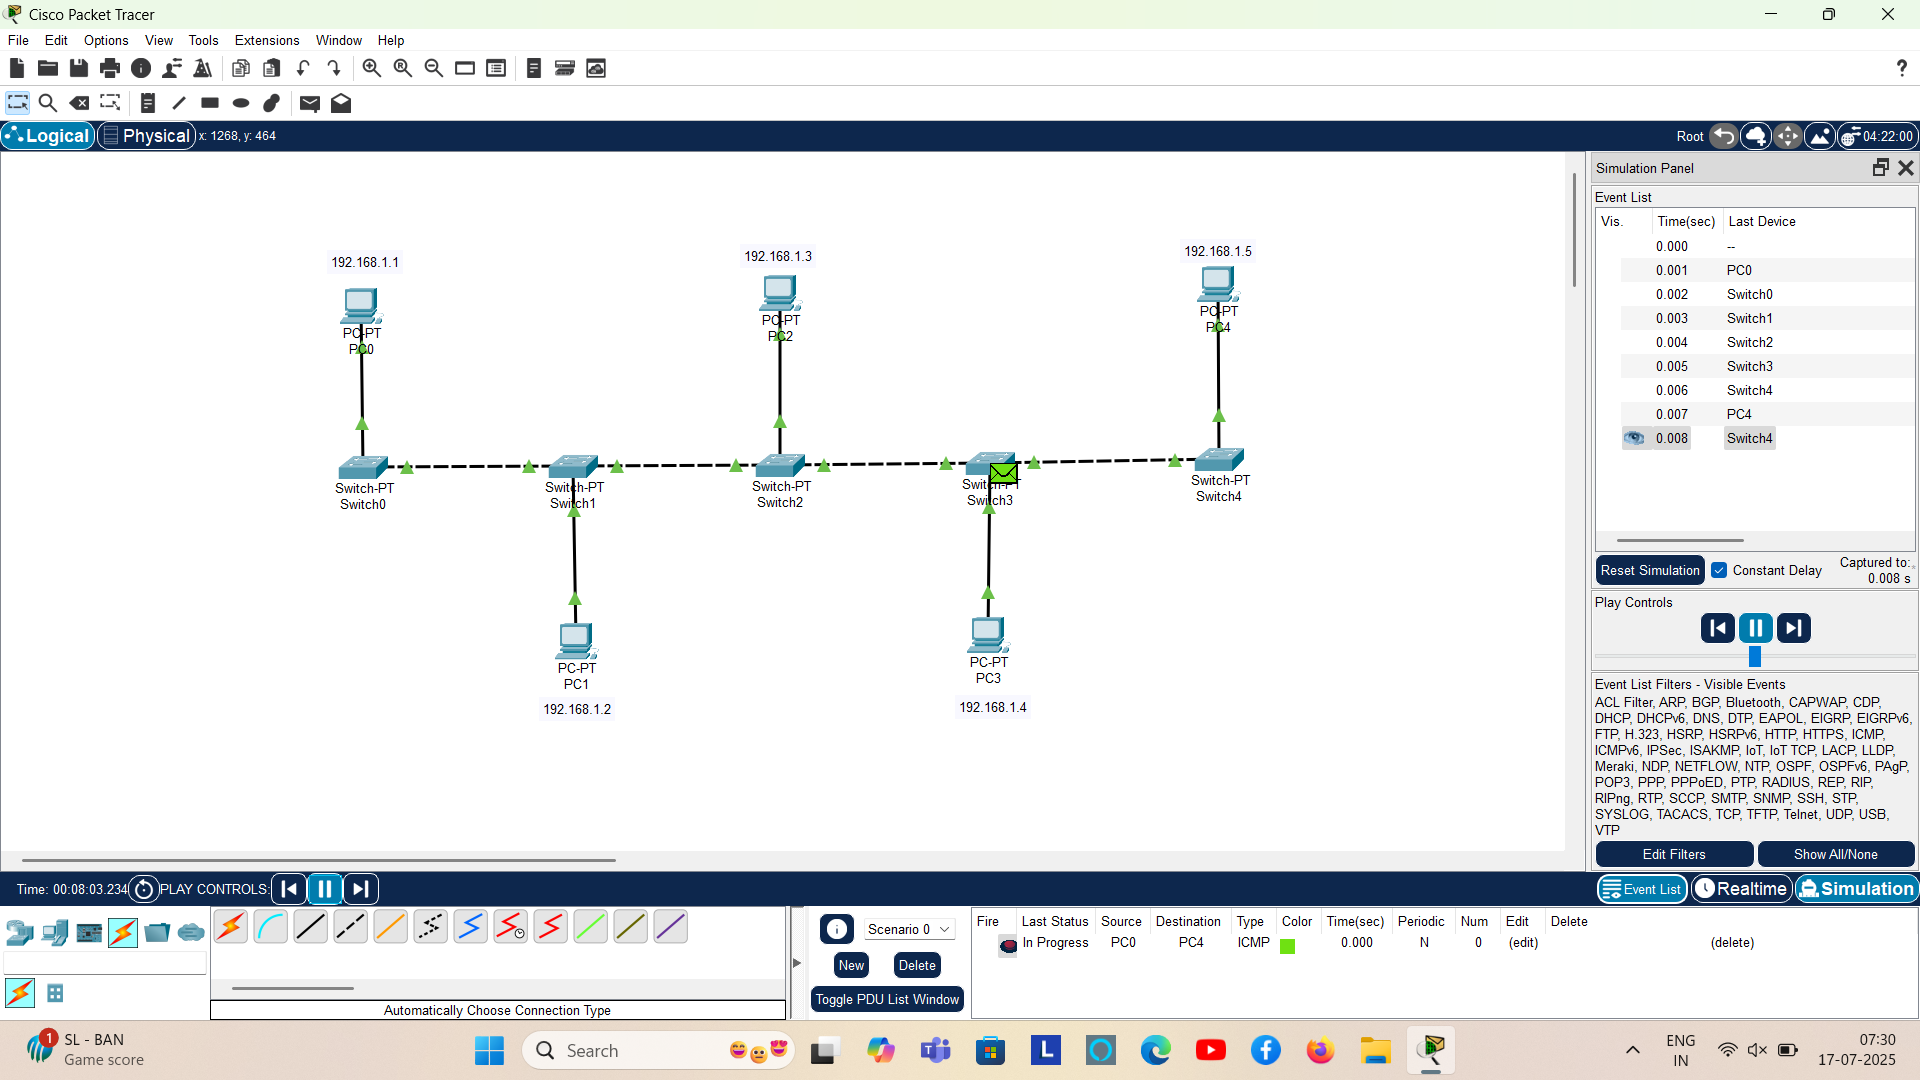 Cisco Packet Tracer
File Edit Options View Tools Extensions Window Help
?
Logical Physical x: 1268, y: 464
Root 04:22:00
192.168.1.1
PC-PT
PC0
192.168.1.3
PC-PT
PC2
192.168.1.5
PC-PT
PC4
Switch-PT
Switch0
Switch-PT
Switch1
Switch-PT
Switch2
Switch-PT
Switch3
Switch-PT
Switch4
PC-PT
PC1
192.168.1.2
PC-PT
PC3
192.168.1.4
Simulation Panel
Event List
Vis. Time(sec) Last Device
0.000 --
0.001 PC0
0.002 Switch0
0.003 Switch1
0.004 Switch2
0.005 Switch3
0.006 Switch4
0.007 PC4
0.008 Switch4
Reset Simulation Constant Delay Captured to:
0.008 s
Play Controls
Event List Filters - Visible Events
ACL Filter, ARP, BGP, Bluetooth, CAPWAP, CDP,
DHCP, DHCPv6, DNS, DTP, EAPOL, EIGRP, EIGRPv6,
FTP, H.323, HSRP, HSRPv6, HTTP, HTTPS, ICMP,
ICMPv6, IPSec, ISAKMP, IoT, IoT TCP, LACP, LLDP,
Meraki, NDP, NETFLOW, NTP, OSPF, OSPFv6, PAgP,
POP3, PPP, PPPoED, PTP, RADIUS, REP, RIP,
RIPng, RTP, SCCP, SMTP, SNMP, SSH, STP,
SYSLOG, TACACS, TCP, TFTP, Telnet, UDP, USB,
VTP
Edit Filters Show All/None
Time: 00:08:03.234 PLAY CONTROLS:
Event List Realtime Simulation
Automatically Choose Connection Type
Scenario 0
New Delete
Toggle PDU List Window
Fire Last Status Source Destination Type Color Time(sec) Periodic Num Edit Delete
In Progress PC0 PC4 ICMP 0.000 N 0 (edit) (delete)
1
SL - BAN
Game score
Search
L
ENG
IN
07:30
17-07-2025